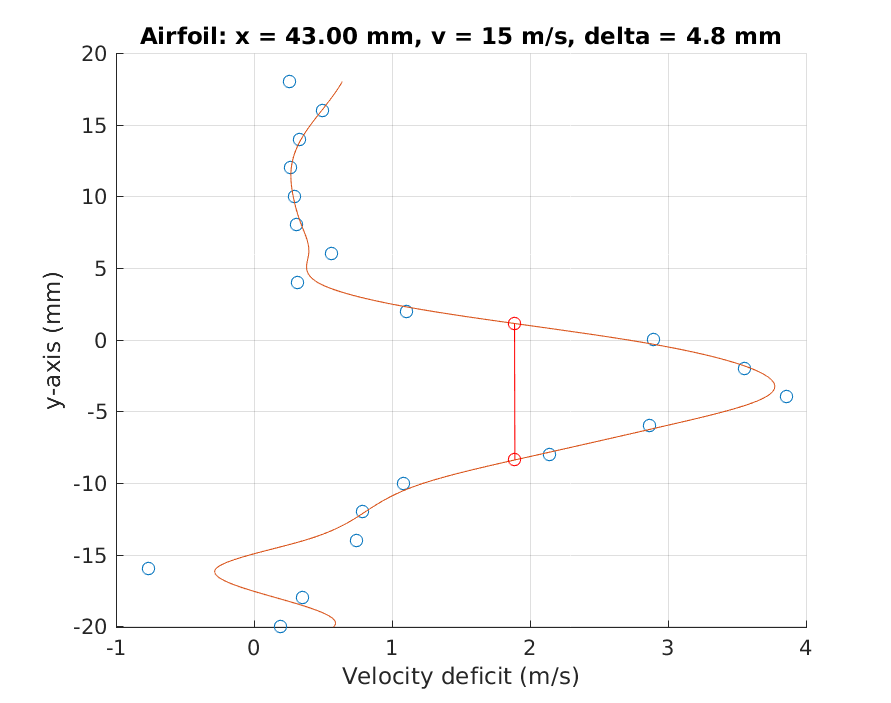 Airfoil: x = 43.00 mm, v = 15 m/s, delta = 4.8 mm
20
15
10
5
0
-5
-10
-15
-20
y-axis (mm)
-1 0 1 2 3 4
Velocity deficit (m/s)